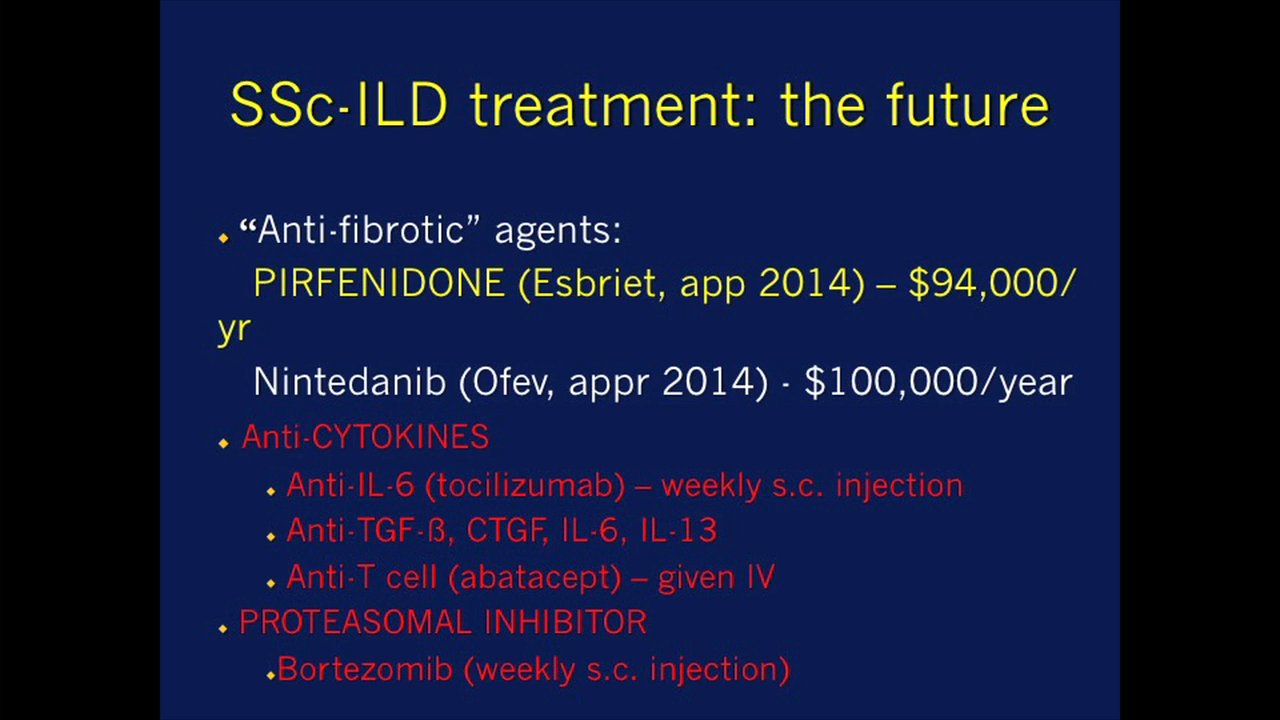 SSc-ILD treatment: the future
“Anti-fibrotic” agents:
PIRFENIDONE (Esbriet, app 2014) – $94,000/
yr
Nintedanib (Ofev, appr 2014) - $100,000/year
Anti-CYTOKINES
Anti-IL-6 (tocilizumab) – weekly s.c. injection
Anti-TGF-ß, CTGF, IL-6, IL-13
Anti-T cell (abatacept) – given IV
PROTEASOMAL INHIBITOR
Bortezomib (weekly s.c. injection)